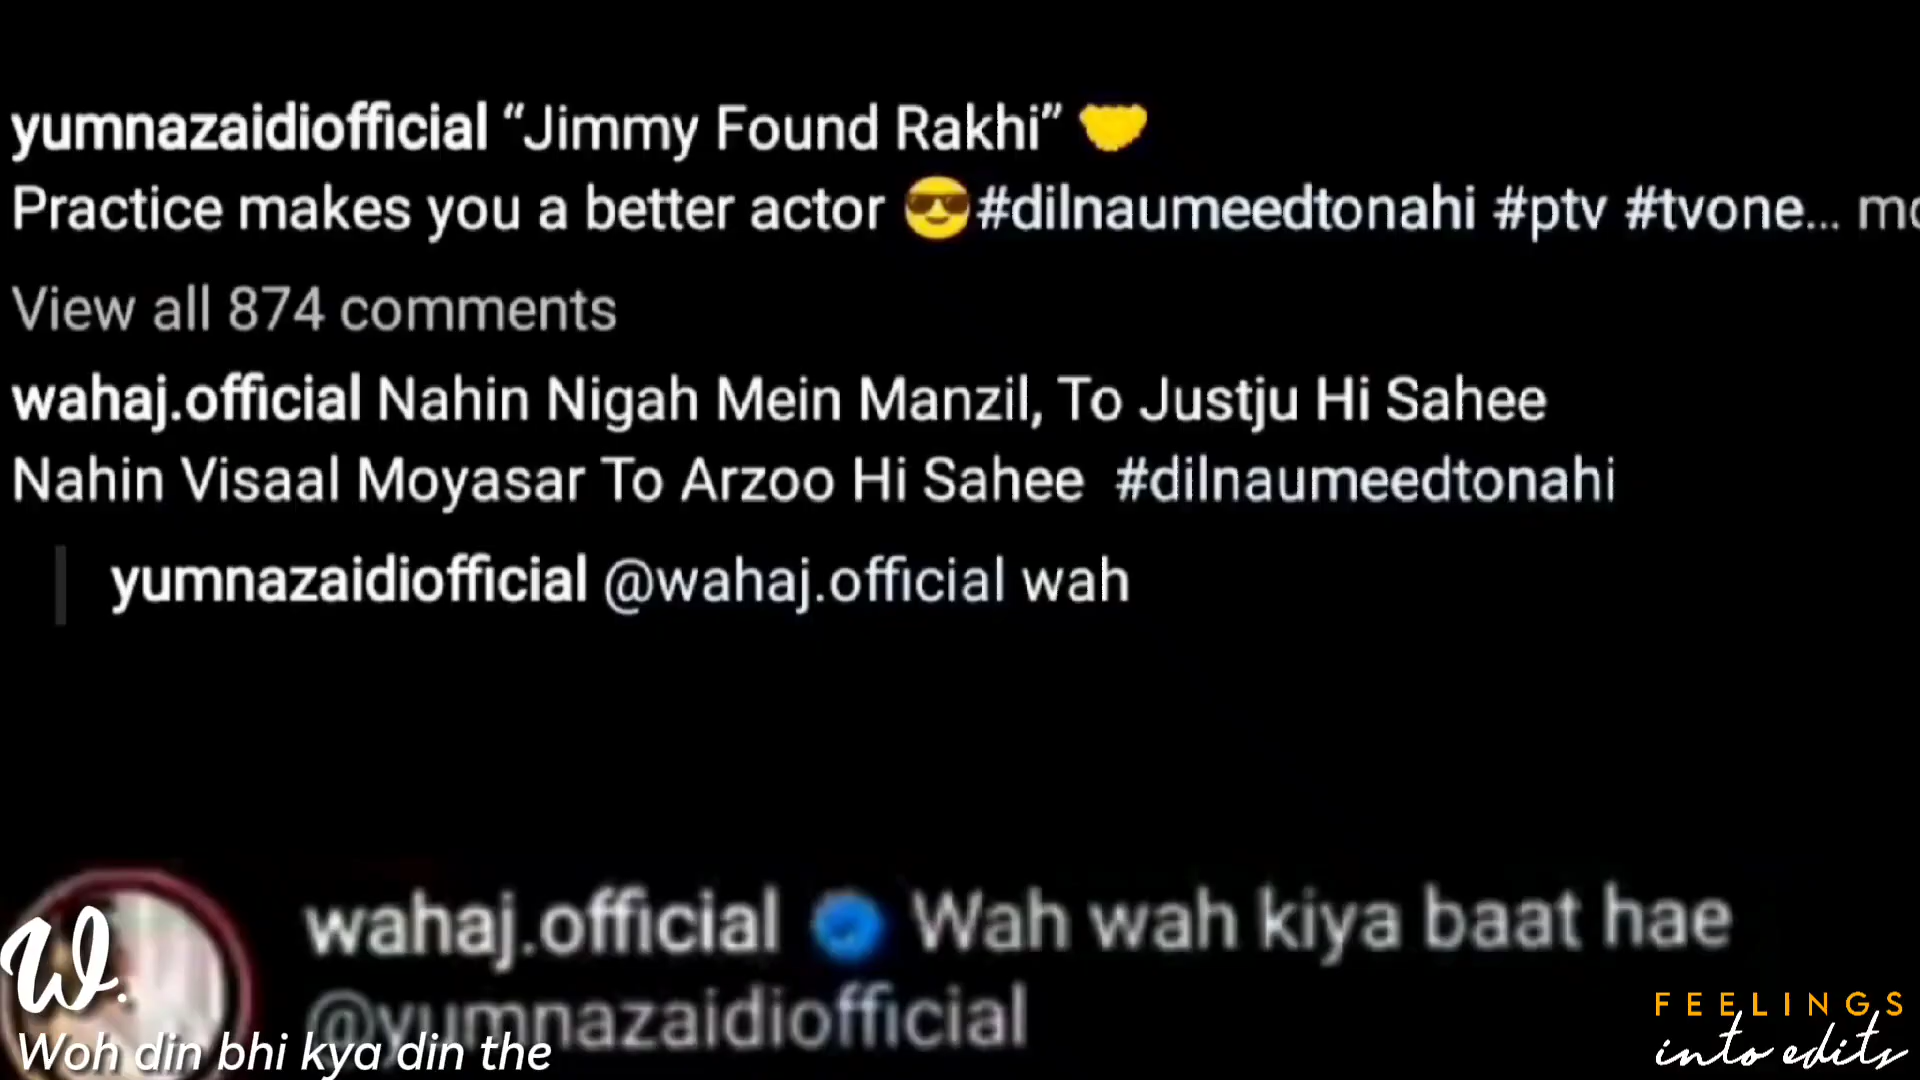 yumnazaidiofficial “Jimmy Found Rakhi” 🤝
Practice makes you a better actor 😎#dilnaumeedtonahi #ptv #tvone... mo
View all 874 comments
wahaj.official Nahin Nigah Mein Manzil, To Justju Hi Sahee
Nahin Visaal Moyasar To Arzoo Hi Sahee #dilnaumeedtonahi
yumnazaidiofficial @wahaj.official wah
wahaj.official Wah wah kiya baat hae
@yumnazaidiofficial
W.
Woh din bhi kya din the
FEELINGS
into edits